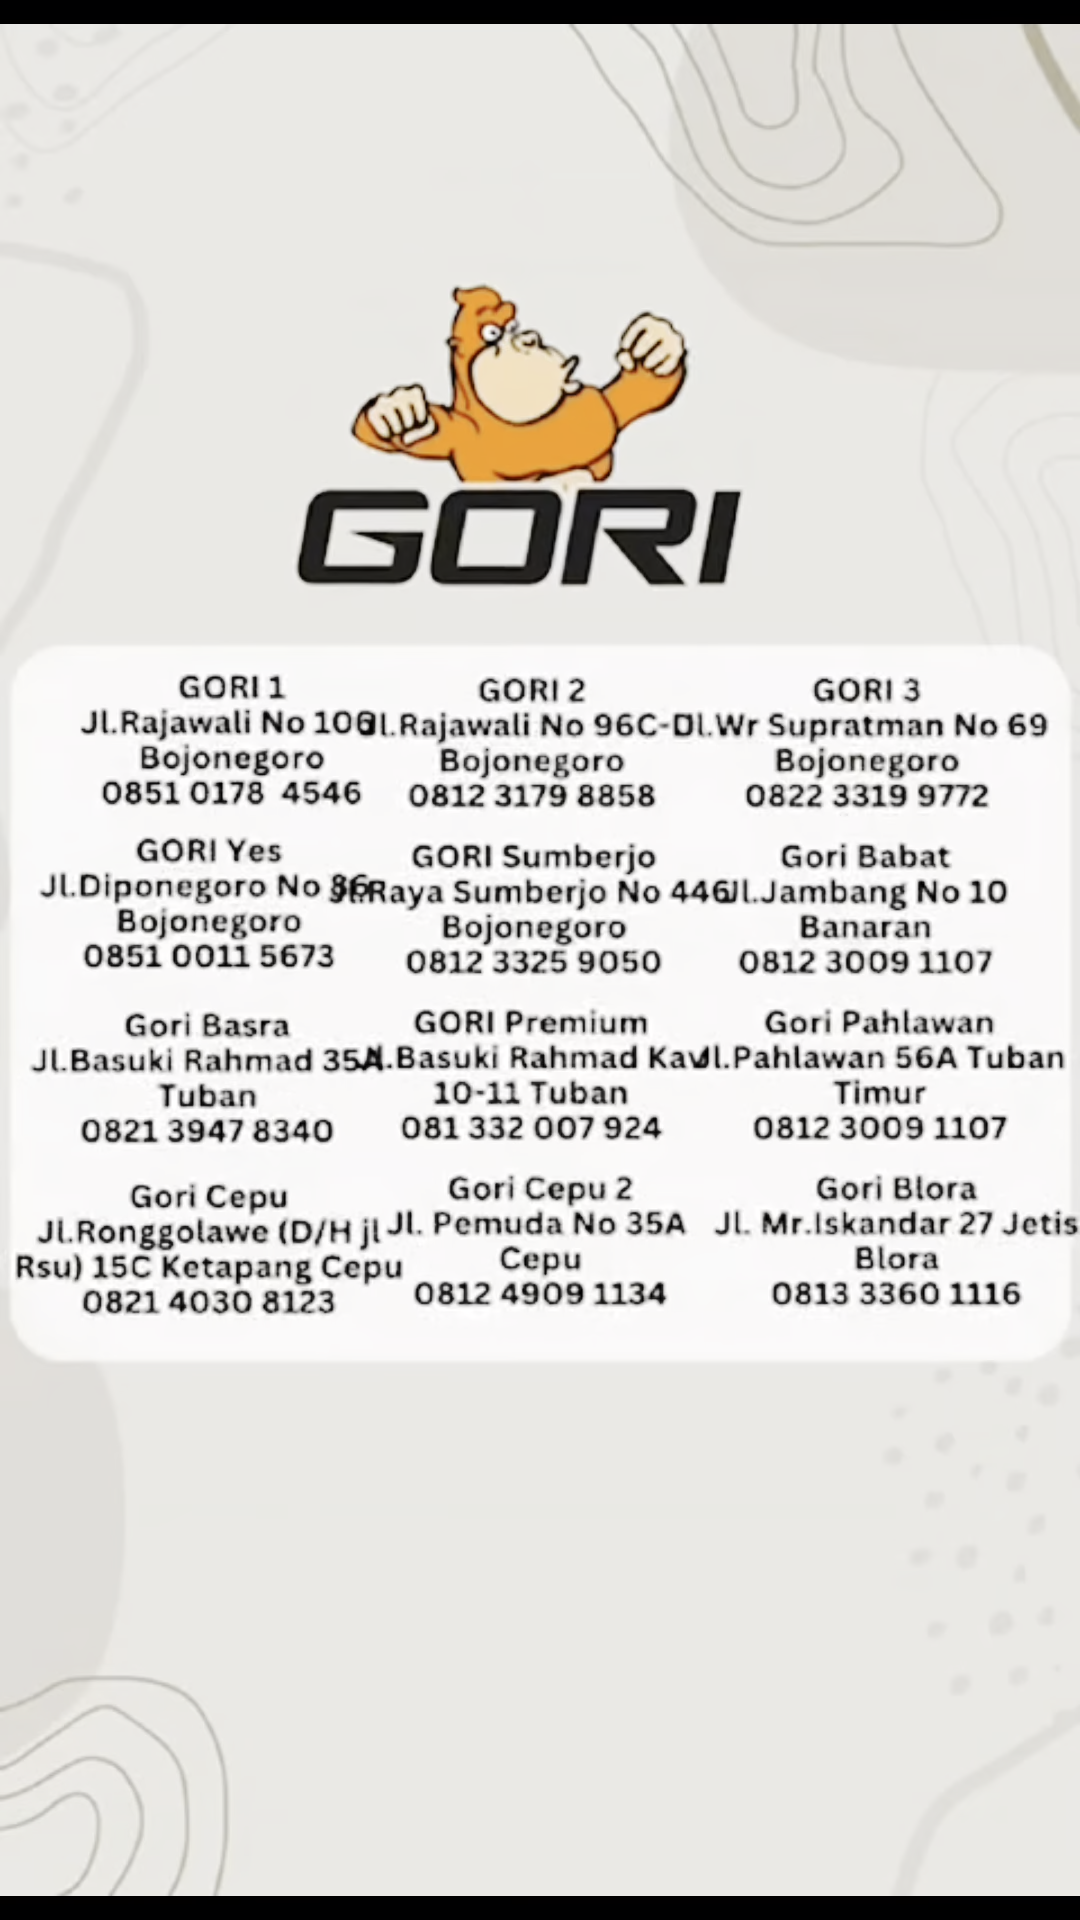 GORI
GORI 1
Jl.Rajawali No 106
Bojonegoro
0851 0178 4546
GORI 2
Jl.Rajawali No 96C-D
Bojonegoro
0812 3179 8858
GORI 3
Jl.Wr Supratman No 69
Bojonegoro
0822 3319 9772
GORI Yes
Jl.Diponegoro No
Bojonegoro
0851 0011 5673
GORI Sumberjo
Jl.Raya Sumberjo No 446
Bojonegoro
0812 3325 9050
Gori Babat
Jl.Jambang No 10
Banaran
0812 3009 1107
Gori Basra
Jl.Basuki Rahmad 35A
Tuban
0821 3947 8340
GORI Premium
Jl.Basuki Rahmad Kav
10-11 Tuban
081 332 007 924
Gori Pahlawan
Jl.Pahlawan 56A Tuban
Timur
0812 3009 1107
Gori Cepu
Jl.Ronggolawe (D/H jl
Rsu) 15C Ketapang Cepu
0821 4030 8123
Gori Cepu 2
Jl. Pemuda No 35A
Cepu
0812 4909 1134
Gori Blora
Jl. Mr.Iskandar 27 Jetis
Blora
0813 3360 1116